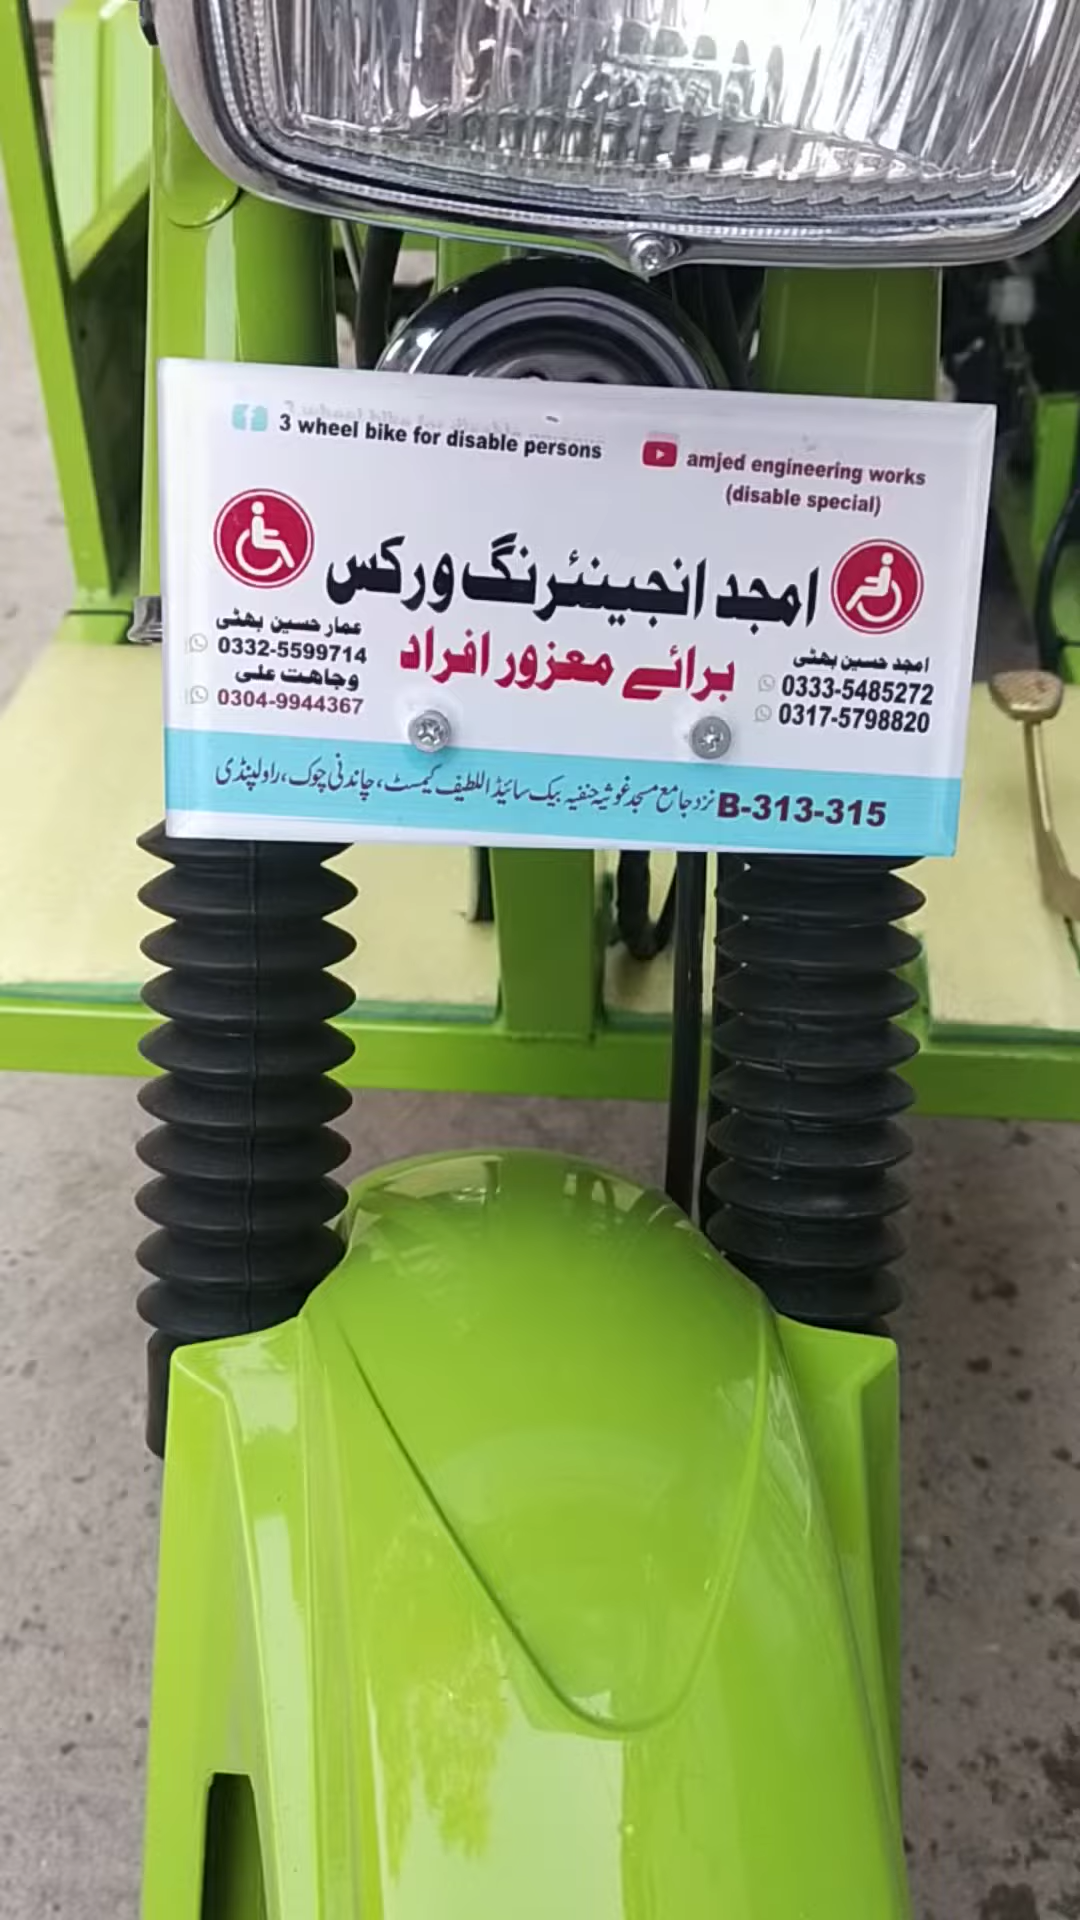 3 wheel bike for disable persons
amjed engineering works
(disable special)
امجد انجینئرنگ ورکس
برائے معزور افراد
امجد حسین بھٹی
0333-5485272
0317-5798820
عمار حسین بھٹی
0332-5599714
وجاھت علی
0304-9944367
B-313-315 نزد جامع مسجد غوثیہ حنفیہ بیک سائیڈ اللطیف کیمسٹ، چاندنی چوک، راولپنڈی